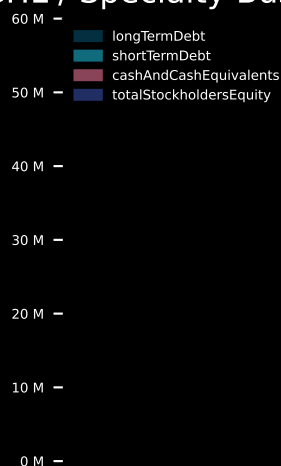 / Specialty
60 M
longTermDebt
shortTermDebt
cashAndCashEquivalents
50 M
totalStockholdersEquity
40 M
30 M
20 M
10 M
0 M